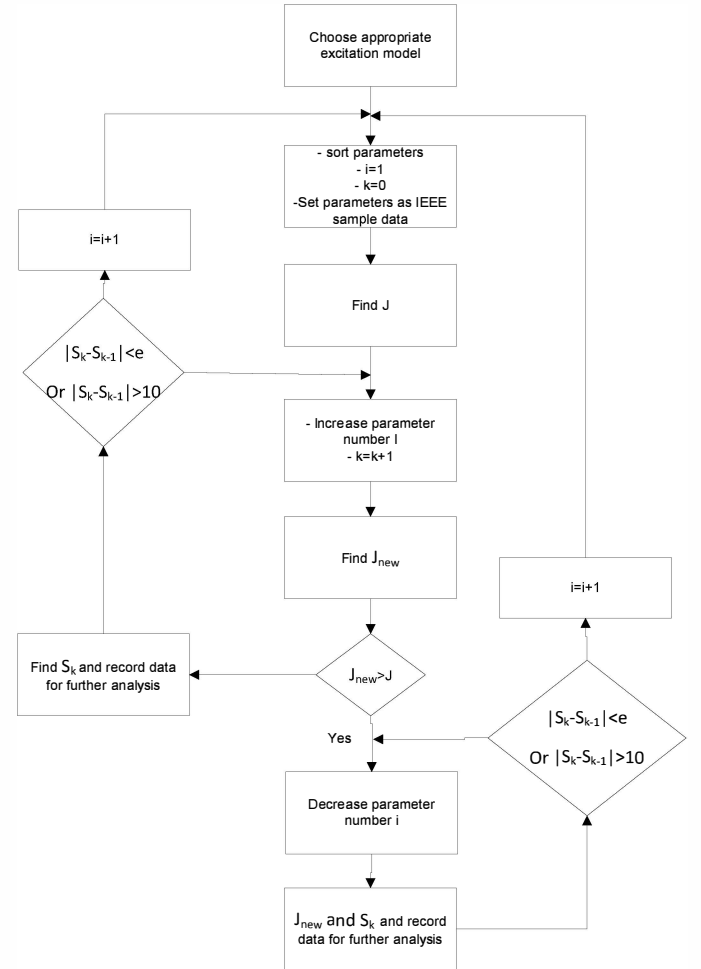 Choose appropriate
excitation model
- sort parameters
- i=1
- k=0
-Set parameters as IEEE
sample data
i=i+1
Find J
|Sk-Sk-1|<e
Or |Sk-Sk-1|>10
- Increase parameter
number I
- k=k+1
Find Jnew
i=i+1
Find Sk and record data
for further analysis
Jnew>J
|Sk-Sk-1|<e
Or |Sk-Sk-1|>10
Yes
Decrease parameter
number i
Jnew and Sk and record
data for further analysis